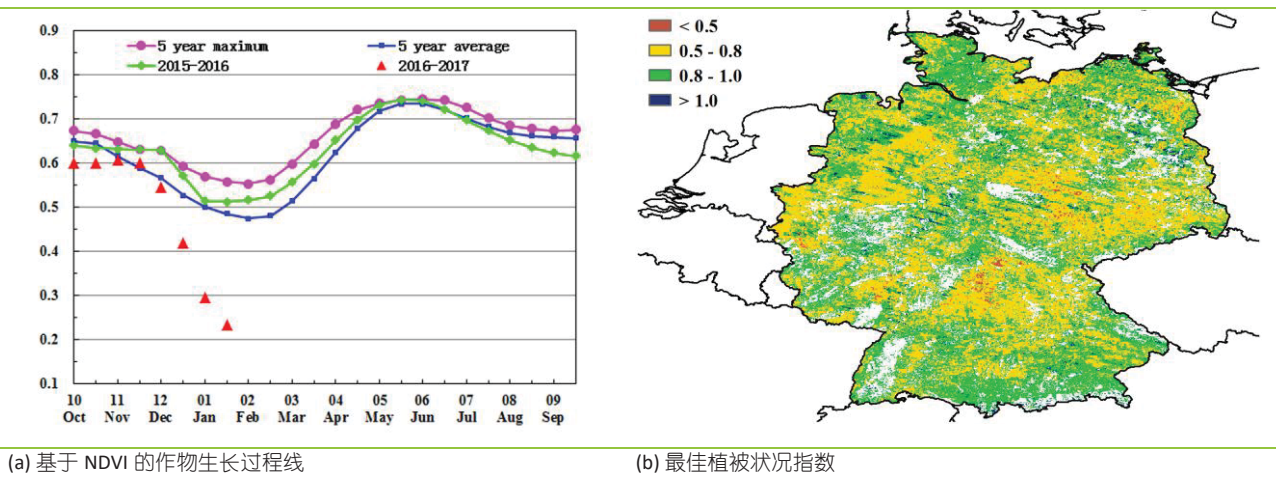 0.9
0.8
0.7
0.6
0.5
0.4
0.3
0.2
0.1
5 year maximum 5 year average
2015-2016 2016-2017
10 11 12 01 02 03 04 05 06 07 08 09
Oct Nov Dec Jan Feb Mar Apr May Jun Jul Aug Sep
< 0.5
0.5 - 0.8
0.8 - 1.0
> 1.0
(a) 基于 NDVI 的作物生长过程线
(b) 最佳植被状况指数